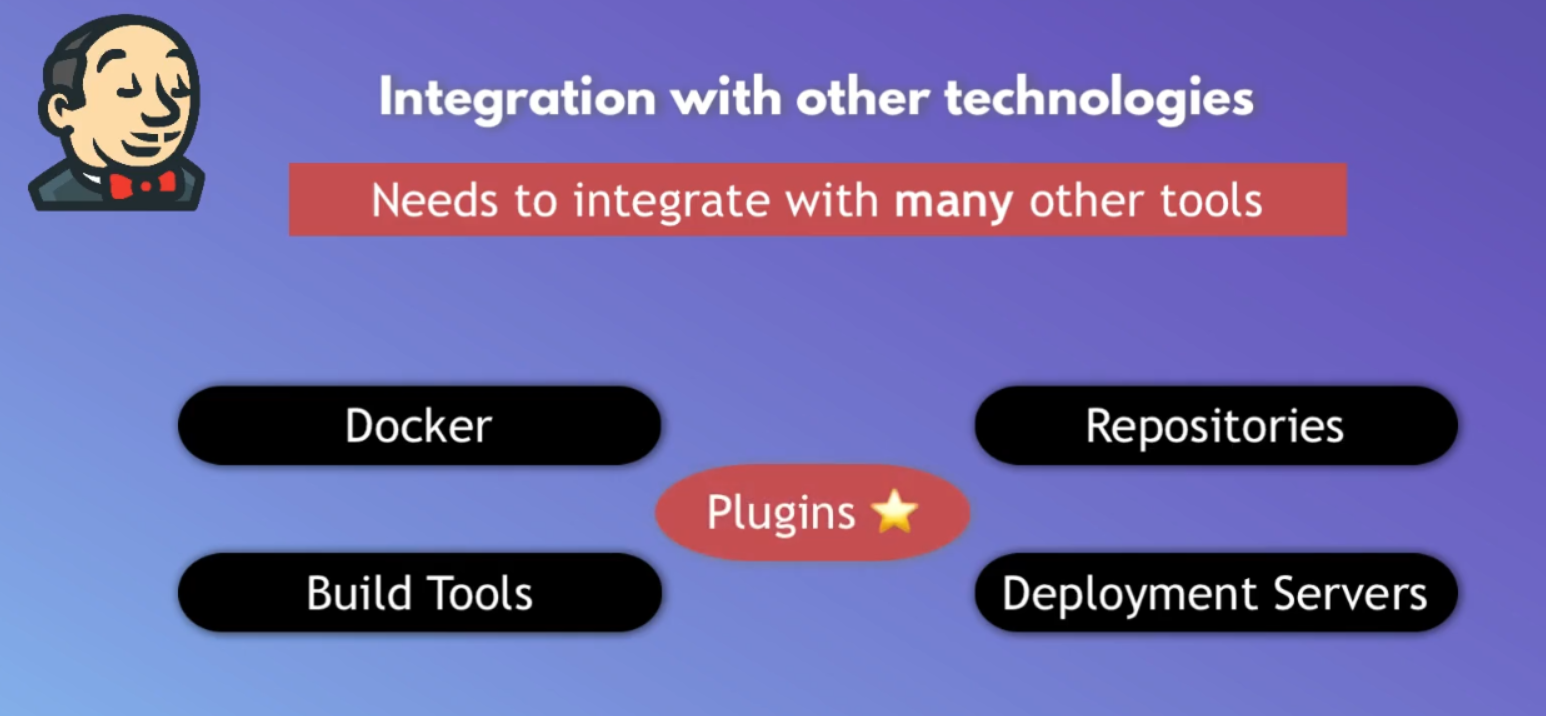 Integration with other technologies
Needs to integrate with many other tools
Docker
Repositories
Plugins ⭐
Build Tools
Deployment Servers